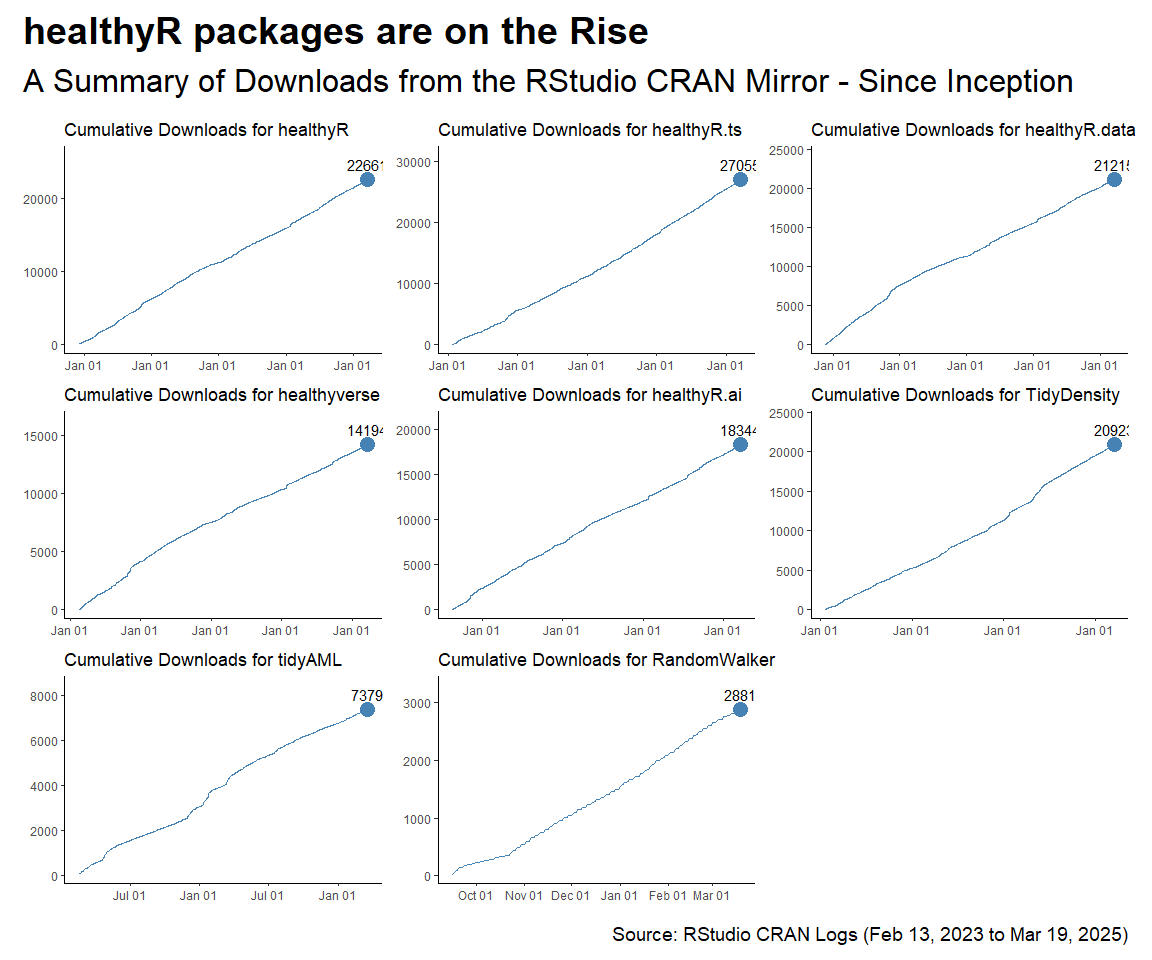 healthyR packages are on the Rise
A Summary of Downloads from the RStudio CRAN Mirror - Since Inception
Cumulative Downloads for healthyR
22661
20000
10000
0
Jan 01 Jan 01 Jan 01 Jan 01 Jan 01
Cumulative Downloads for healthyR.ts
27055
30000
20000
10000
0
Jan 01 Jan 01 Jan 01 Jan 01 Jan 01
Cumulative Downloads for healthyR.data
21215
25000
20000
15000
10000
5000
0
Jan 01 Jan 01 Jan 01 Jan 01 Jan 01
Cumulative Downloads for healthyverse
14194
15000
10000
5000
0
Jan 01 Jan 01 Jan 01 Jan 01 Jan 01
Cumulative Downloads for healthyR.ai
18344
20000
15000
10000
5000
0
Jan 01 Jan 01 Jan 01 Jan 01
Cumulative Downloads for TidyDensity
20923
25000
20000
15000
10000
5000
0
Jan 01 Jan 01 Jan 01 Jan 01
Cumulative Downloads for tidyAML
7379
8000
6000
4000
2000
0
Jul 01 Jan 01 Jul 01 Jan 01
Cumulative Downloads for RandomWalker
2881
3000
2000
1000
0
Oct 01 Nov 01 Dec 01 Jan 01 Feb 01 Mar 01
Source: RStudio CRAN Logs (Feb 13, 2023 to Mar 19, 2025)